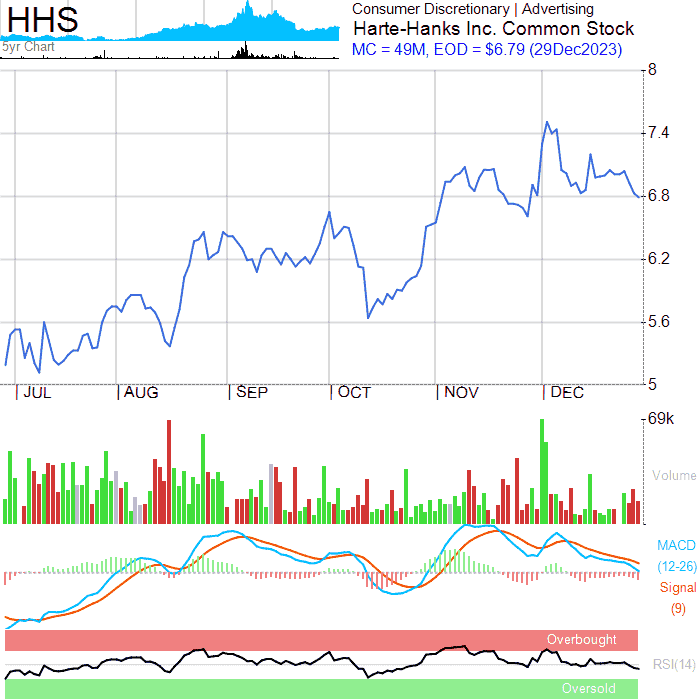 HHS
5yr Chart
Consumer Discretionary | Advertising
Harte-Hanks Inc. Common Stock
MC = 49M, EOD = $6.79 (29Dec2023)
8
7.4
6.8
6.2
5.6
5
| JUL | AUG | SEP | OCT | NOV | DEC
69k
Volume
MACD
(12-26)
Signal
(9)
Overbought
RSI(14)
Oversold